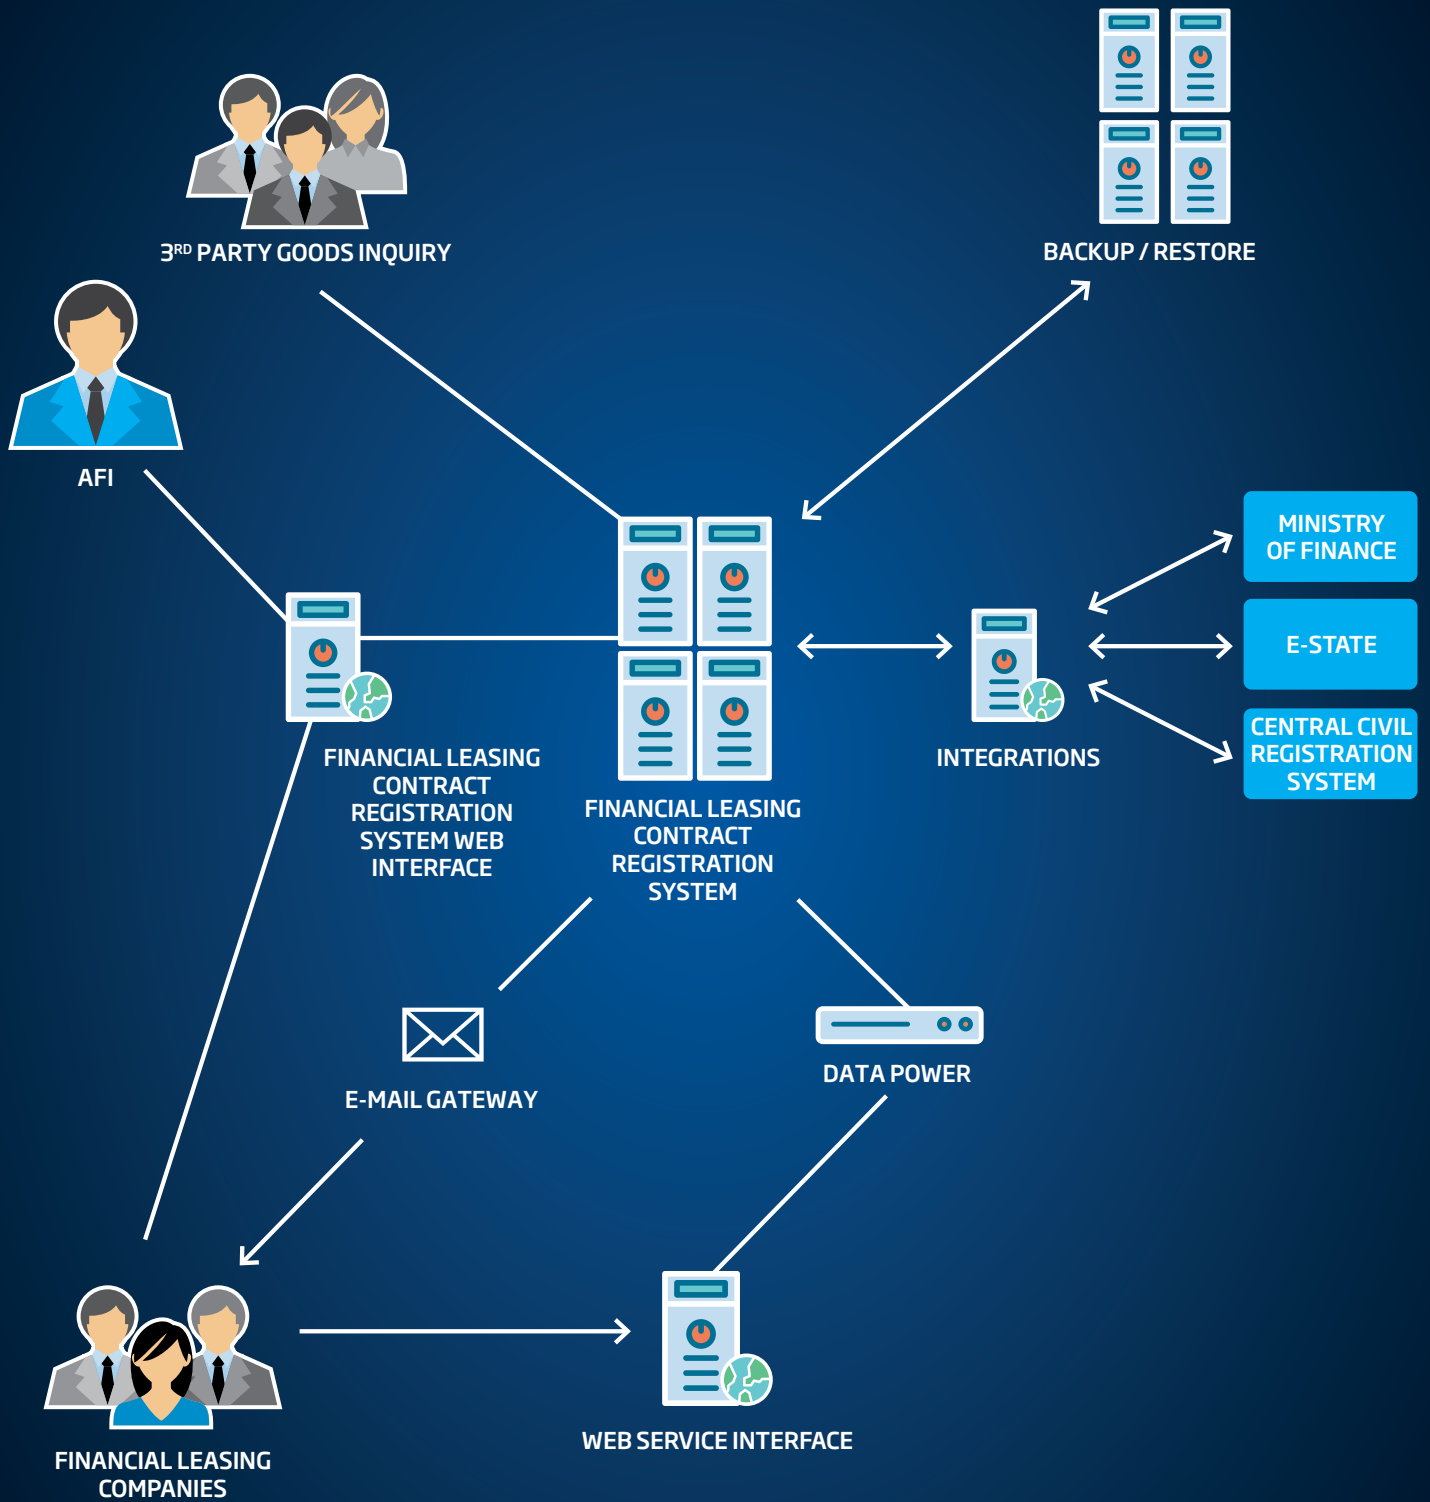 3RD PARTY GOODS INQUIRY
BACKUP / RESTORE
AFI
MINISTRY
OF FINANCE
E-STATE
CENTRAL CIVIL
REGISTRATION
SYSTEM
INTEGRATIONS
FINANCIAL LEASING
CONTRACT
REGISTRATION
SYSTEM WEB
INTERFACE
FINANCIAL LEASING
CONTRACT
REGISTRATION
SYSTEM
E-MAIL GATEWAY
DATA POWER
WEB SERVICE INTERFACE
FINANCIAL LEASING
COMPANIES